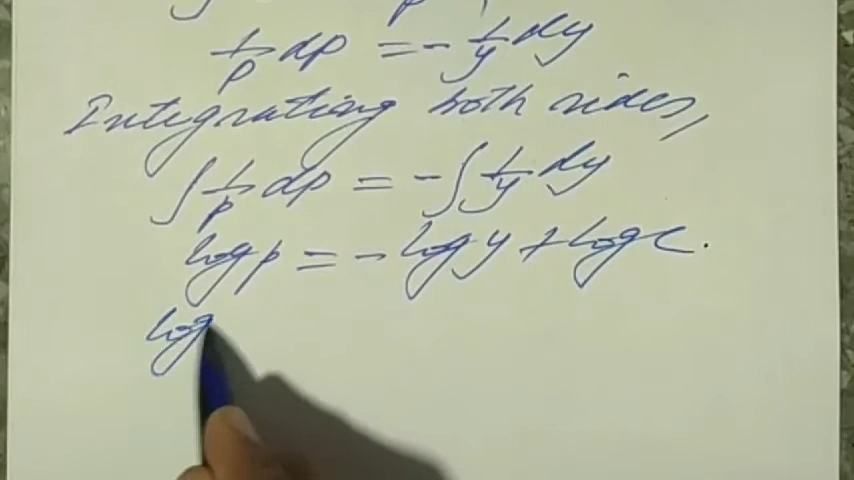 1/p dp = - 1/y dy
Integrating both sides,
∫ 1/p dp = - ∫ 1/y dy
log p = - log y + log c.
log